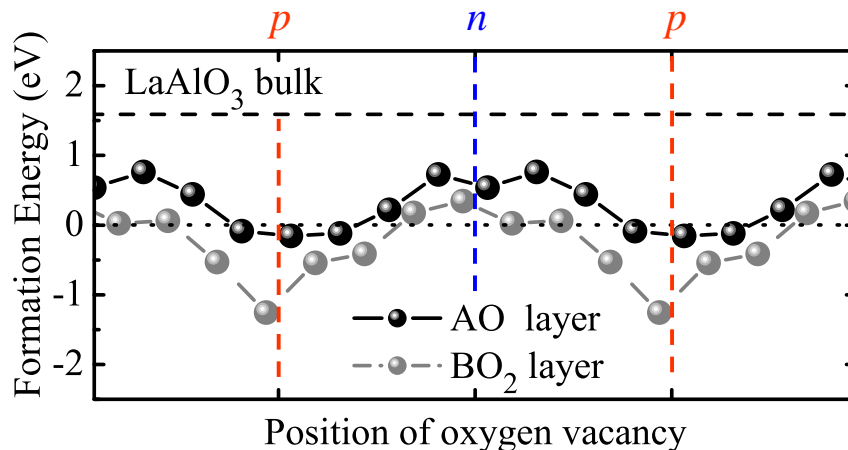 p n p
Formation Energy (eV)
LaAlO₃ bulk
2
1
0
-1
-2
AO layer
BO₂ layer
Position of oxygen vacancy